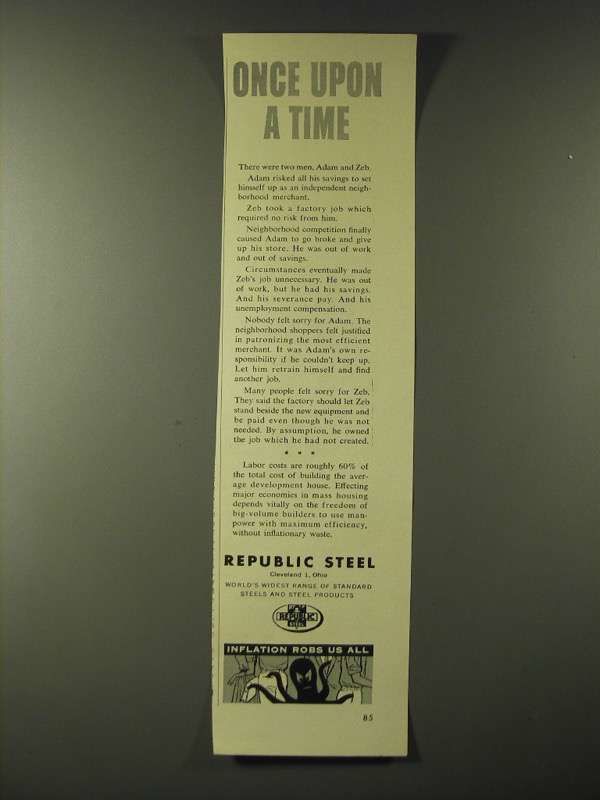 ONCE UPON
A TIME
There were two men, Adam and Zeb.
Adam risked all his savings to set
himself up as an independent neigh-
borhood merchant.
Zeb took a factory job which
required no risk from him.
Neighborhood competition finally
caused Adam to go broke and give
up his store. He was out of work
and out of savings.
Circumstances eventually made
Zeb's job unnecessary. He was out
of work, but he had his savings.
And his severance pay. And his
unemployment compensation.
Nobody felt sorry for Adam. The
neighborhood shoppers felt justified
in patronizing the most efficient
merchant. It was Adam's own re-
sponsibility if he couldn't keep up.
Let him retrain himself and find
another job.
Many people felt sorry for Zeb.
They said the factory should let Zeb
stand beside the new equipment and
be paid even though he was not
needed. By assumption, he owned
the job which he had not created.
* * *
Labor costs are roughly 60% of
the total cost of building the aver-
age development house. Effecting
major economies in mass housing
depends vitally on the freedom of
big-volume builders to use man-
power with maximum efficiency,
without inflationary waste.
REPUBLIC STEEL
Cleveland 1, Ohio
WORLD'S WIDEST RANGE OF STANDARD
STEELS AND STEEL PRODUCTS
REPUBLIC
STEEL
INFLATION ROBS US ALL
85